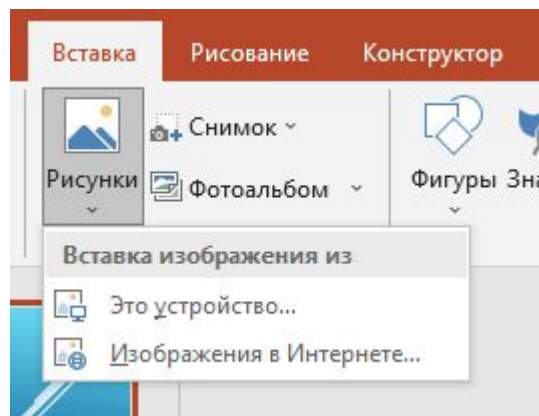 Вставка Рисование Конструктор
Снимок
Рисунки
Фотоальбом
Фигуры
Вставка изображения из
Это устройство...
Изображения в Интернете...